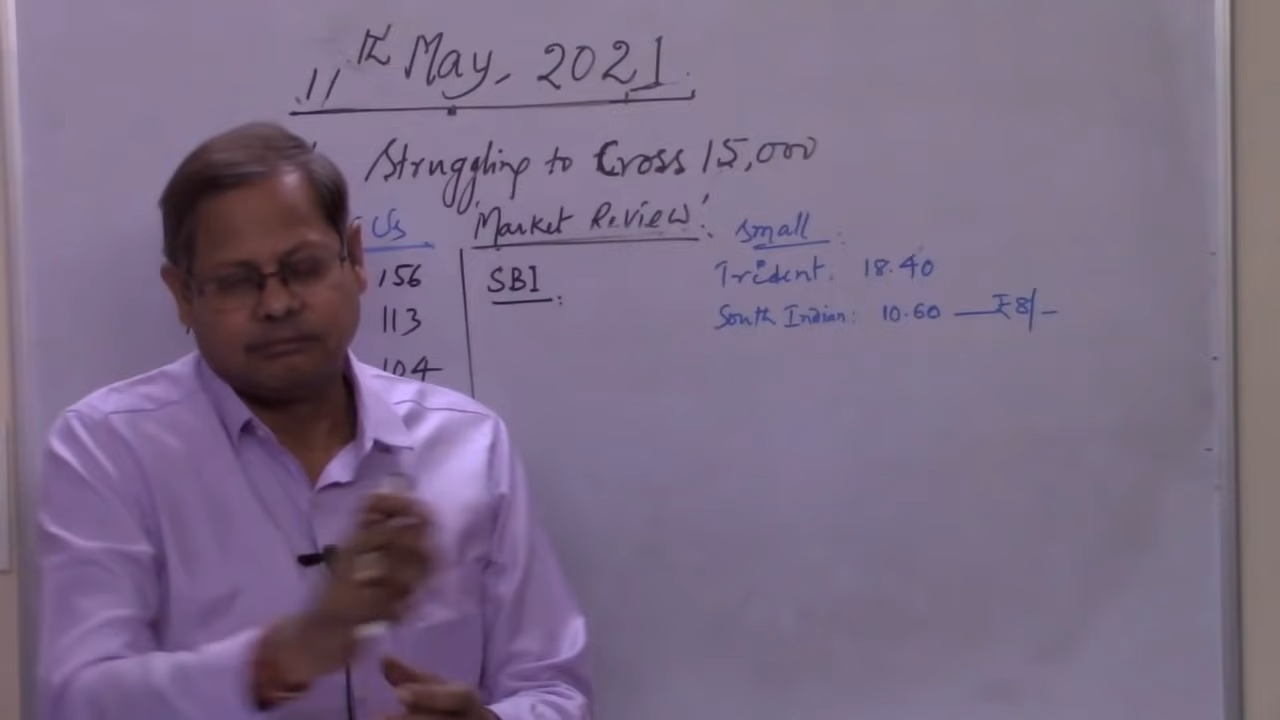 11th May, 2021
Struggling to Cross 15,000
Us
'Market Review':
Small:
156
SBI:
Trident. 18.40
113
South Indian: 10.60 — ₹8/-
104